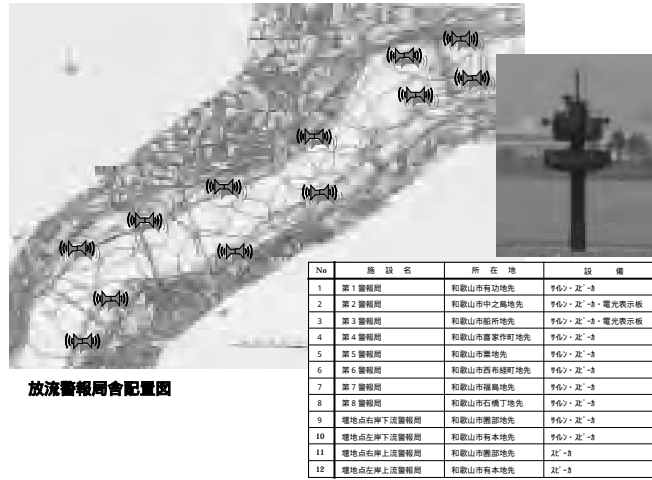 放流警報局舎配置図
No 施設名 所在地 設備
1 第1警報局 和歌山市有功地先 ｻｲﾚﾝ・ｽﾋﾟｰｶ
2 第2警報局 和歌山市中之島地先 ｻｲﾚﾝ・ｽﾋﾟｰｶ・電光表示板
3 第3警報局 和歌山市船所地先 ｻｲﾚﾝ・ｽﾋﾟｰｶ・電光表示板
4 第4警報局 和歌山市喜家作町地先 ｻｲﾚﾝ・ｽﾋﾟｰｶ
5 第5警報局 和歌山市粟地先 ｻｲﾚﾝ・ｽﾋﾟｰｶ
6 第6警報局 和歌山市西布経町地先 ｻｲﾚﾝ・ｽﾋﾟｰｶ
7 第7警報局 和歌山市福島地先 ｻｲﾚﾝ・ｽﾋﾟｰｶ
8 第8警報局 和歌山市石橋丁地先 ｻｲﾚﾝ・ｽﾋﾟｰｶ
9 堰地点右岸下流警報局 和歌山市園部地先 ｻｲﾚﾝ・ｽﾋﾟｰｶ
10 堰地点左岸下流警報局 和歌山市有本地先 ｻｲﾚﾝ・ｽﾋﾟｰｶ
11 堰地点右岸上流警報局 和歌山市園部地先 ｽﾋﾟｰｶ
12 堰地点左岸上流警報局 和歌山市有本地先 ｽﾋﾟｰｶ